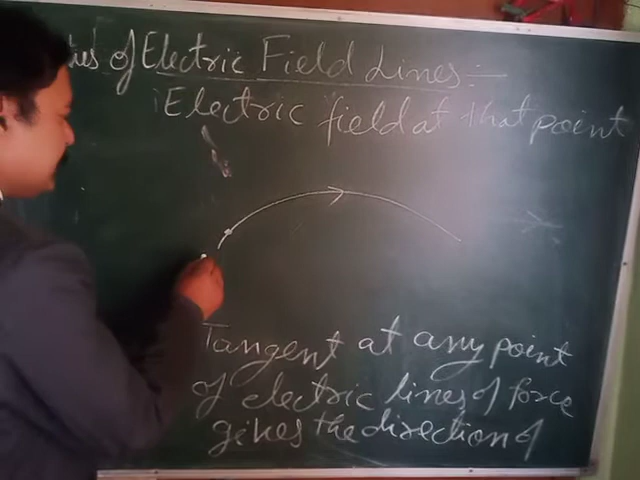 of Electric Field Lines:-
Electric field at that point
Tangent at any point
of electric lines of force
gives the direction of